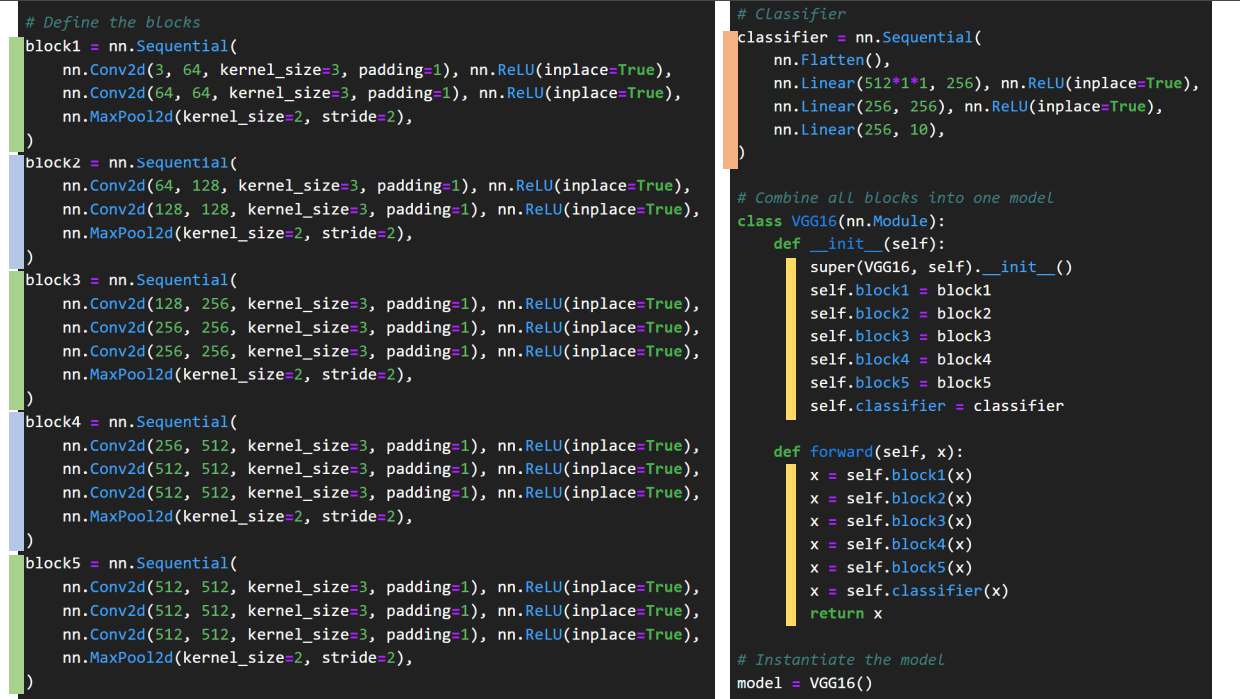 # Define the blocks
block1 = nn.Sequential(
    nn.Conv2d(3, 64, kernel_size=3, padding=1), nn.ReLU(inplace=True),
    nn.Conv2d(64, 64, kernel_size=3, padding=1), nn.ReLU(inplace=True),
    nn.MaxPool2d(kernel_size=2, stride=2),
)
block2 = nn.Sequential(
    nn.Conv2d(64, 128, kernel_size=3, padding=1), nn.ReLU(inplace=True),
    nn.Conv2d(128, 128, kernel_size=3, padding=1), nn.ReLU(inplace=True),
    nn.MaxPool2d(kernel_size=2, stride=2),
)
block3 = nn.Sequential(
    nn.Conv2d(128, 256, kernel_size=3, padding=1), nn.ReLU(inplace=True),
    nn.Conv2d(256, 256, kernel_size=3, padding=1), nn.ReLU(inplace=True),
    nn.Conv2d(256, 256, kernel_size=3, padding=1), nn.ReLU(inplace=True),
    nn.MaxPool2d(kernel_size=2, stride=2),
)
block4 = nn.Sequential(
    nn.Conv2d(256, 512, kernel_size=3, padding=1), nn.ReLU(inplace=True),
    nn.Conv2d(512, 512, kernel_size=3, padding=1), nn.ReLU(inplace=True),
    nn.Conv2d(512, 512, kernel_size=3, padding=1), nn.ReLU(inplace=True),
    nn.MaxPool2d(kernel_size=2, stride=2),
)
block5 = nn.Sequential(
    nn.Conv2d(512, 512, kernel_size=3, padding=1), nn.ReLU(inplace=True),
    nn.Conv2d(512, 512, kernel_size=3, padding=1), nn.ReLU(inplace=True),
    nn.Conv2d(512, 512, kernel_size=3, padding=1), nn.ReLU(inplace=True),
    nn.MaxPool2d(kernel_size=2, stride=2),
)
# Classifier
classifier = nn.Sequential(
    nn.Flatten(),
    nn.Linear(512*1*1, 256), nn.ReLU(inplace=True),
    nn.Linear(256, 256), nn.ReLU(inplace=True),
    nn.Linear(256, 10),
)
# Combine all blocks into one model
class VGG16(nn.Module):
    def __init__(self):
        super(VGG16, self).__init__()
        self.block1 = block1
        self.block2 = block2
        self.block3 = block3
        self.block4 = block4
        self.block5 = block5
        self.classifier = classifier
    def forward(self, x):
        x = self.block1(x)
        x = self.block2(x)
        x = self.block3(x)
        x = self.block4(x)
        x = self.block5(x)
        x = self.classifier(x)
        return x
# Instantiate the model
model = VGG16()